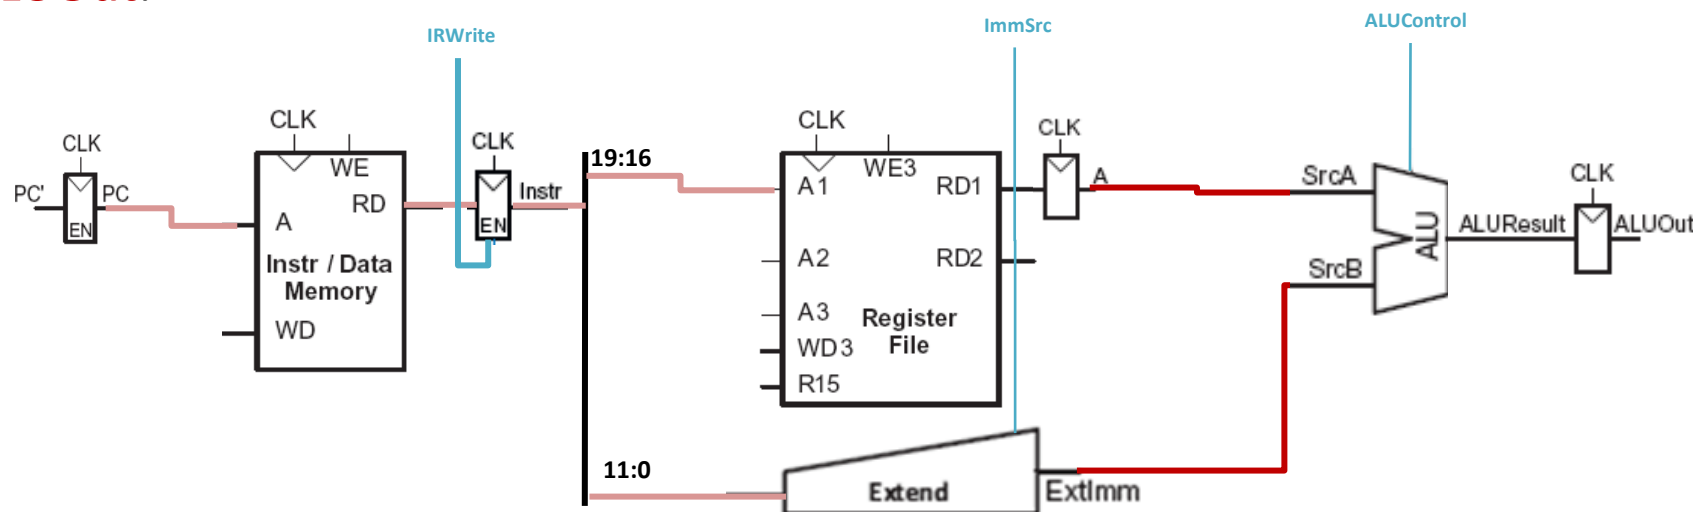 IRWrite
ImmSrc
ALUControl
CLK
PC'
PC
EN
CLK
WE
RD
A
Instr / Data
Memory
WD
CLK
EN
Instr
19:16
11:0
CLK
WE3
A1
RD1
A2
RD2
A3
Register
File
WD3
R15
CLK
A
Extend
ExtImm
SrcA
SrcB
ALU
ALUResult
CLK
ALUOut